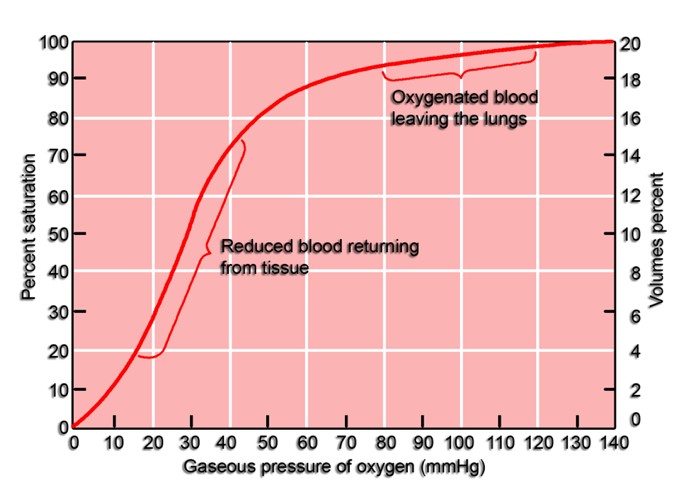 100
90
80
70
60
50
40
30
20
10
0
Percent saturation
Oxygenated blood
leaving the lungs
Reduced blood returning
from tissue
20
18
16
14
12
10
8
6
4
2
0
Volumes percent
0 10 20 30 40 50 60 70 80 90 100 110 120 130 140
Gaseous pressure of oxygen (mmHg)